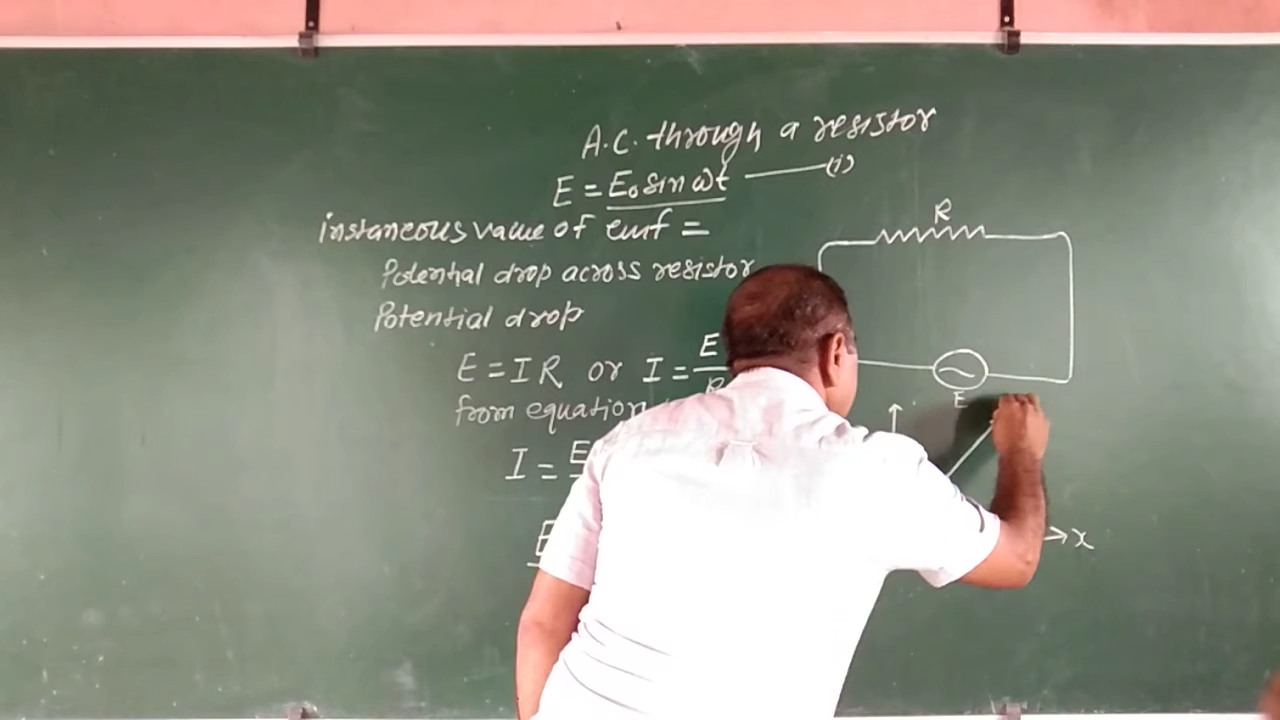 A.C. through a resistor
E = E₀ sin ωt ——(i)
instaneous value of emf =
Potential drop across resistor
Potential drop
E = IR or I = E
from equation
I = E
E
R
E
x